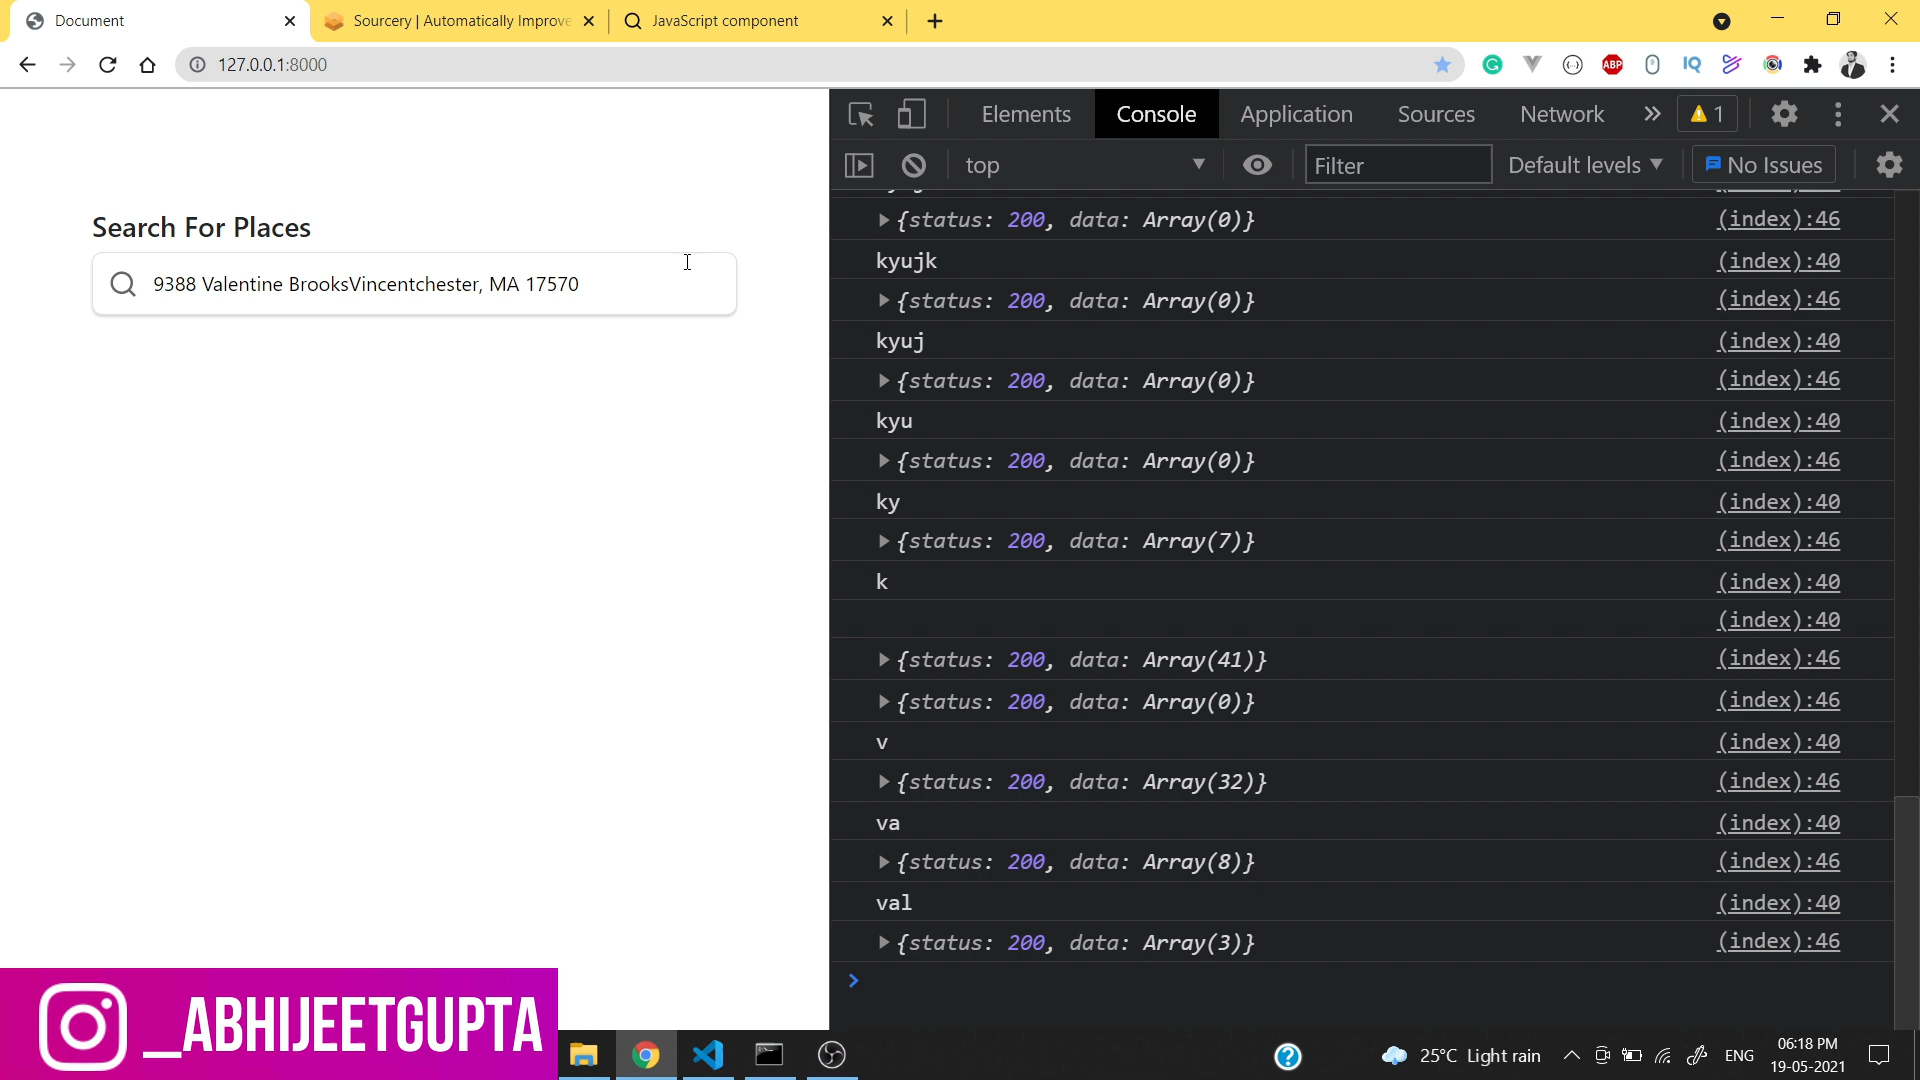 Document
Sourcery | Automatically Improve
JavaScript component
127.0.0.1:8000
ABP
IQ
Elements
Console
Application
Sources
Network
1
top
Filter
Default levels
No Issues
Search For Places
9388 Valentine BrooksVincentchester, MA 17570
{status: 200, data: Array(0)} (index):46
kyujk (index):40
{status: 200, data: Array(0)} (index):46
kyuj (index):40
{status: 200, data: Array(0)} (index):46
kyu (index):40
{status: 200, data: Array(0)} (index):46
ky (index):40
{status: 200, data: Array(7)} (index):46
k (index):40
(index):40
{status: 200, data: Array(41)} (index):46
{status: 200, data: Array(0)} (index):46
v (index):40
{status: 200, data: Array(32)} (index):46
va (index):40
{status: 200, data: Array(8)} (index):46
val (index):40
{status: 200, data: Array(3)} (index):46
_ABHIJEETGUPTA
25°C Light rain
ENG
06:18 PM
19-05-2021